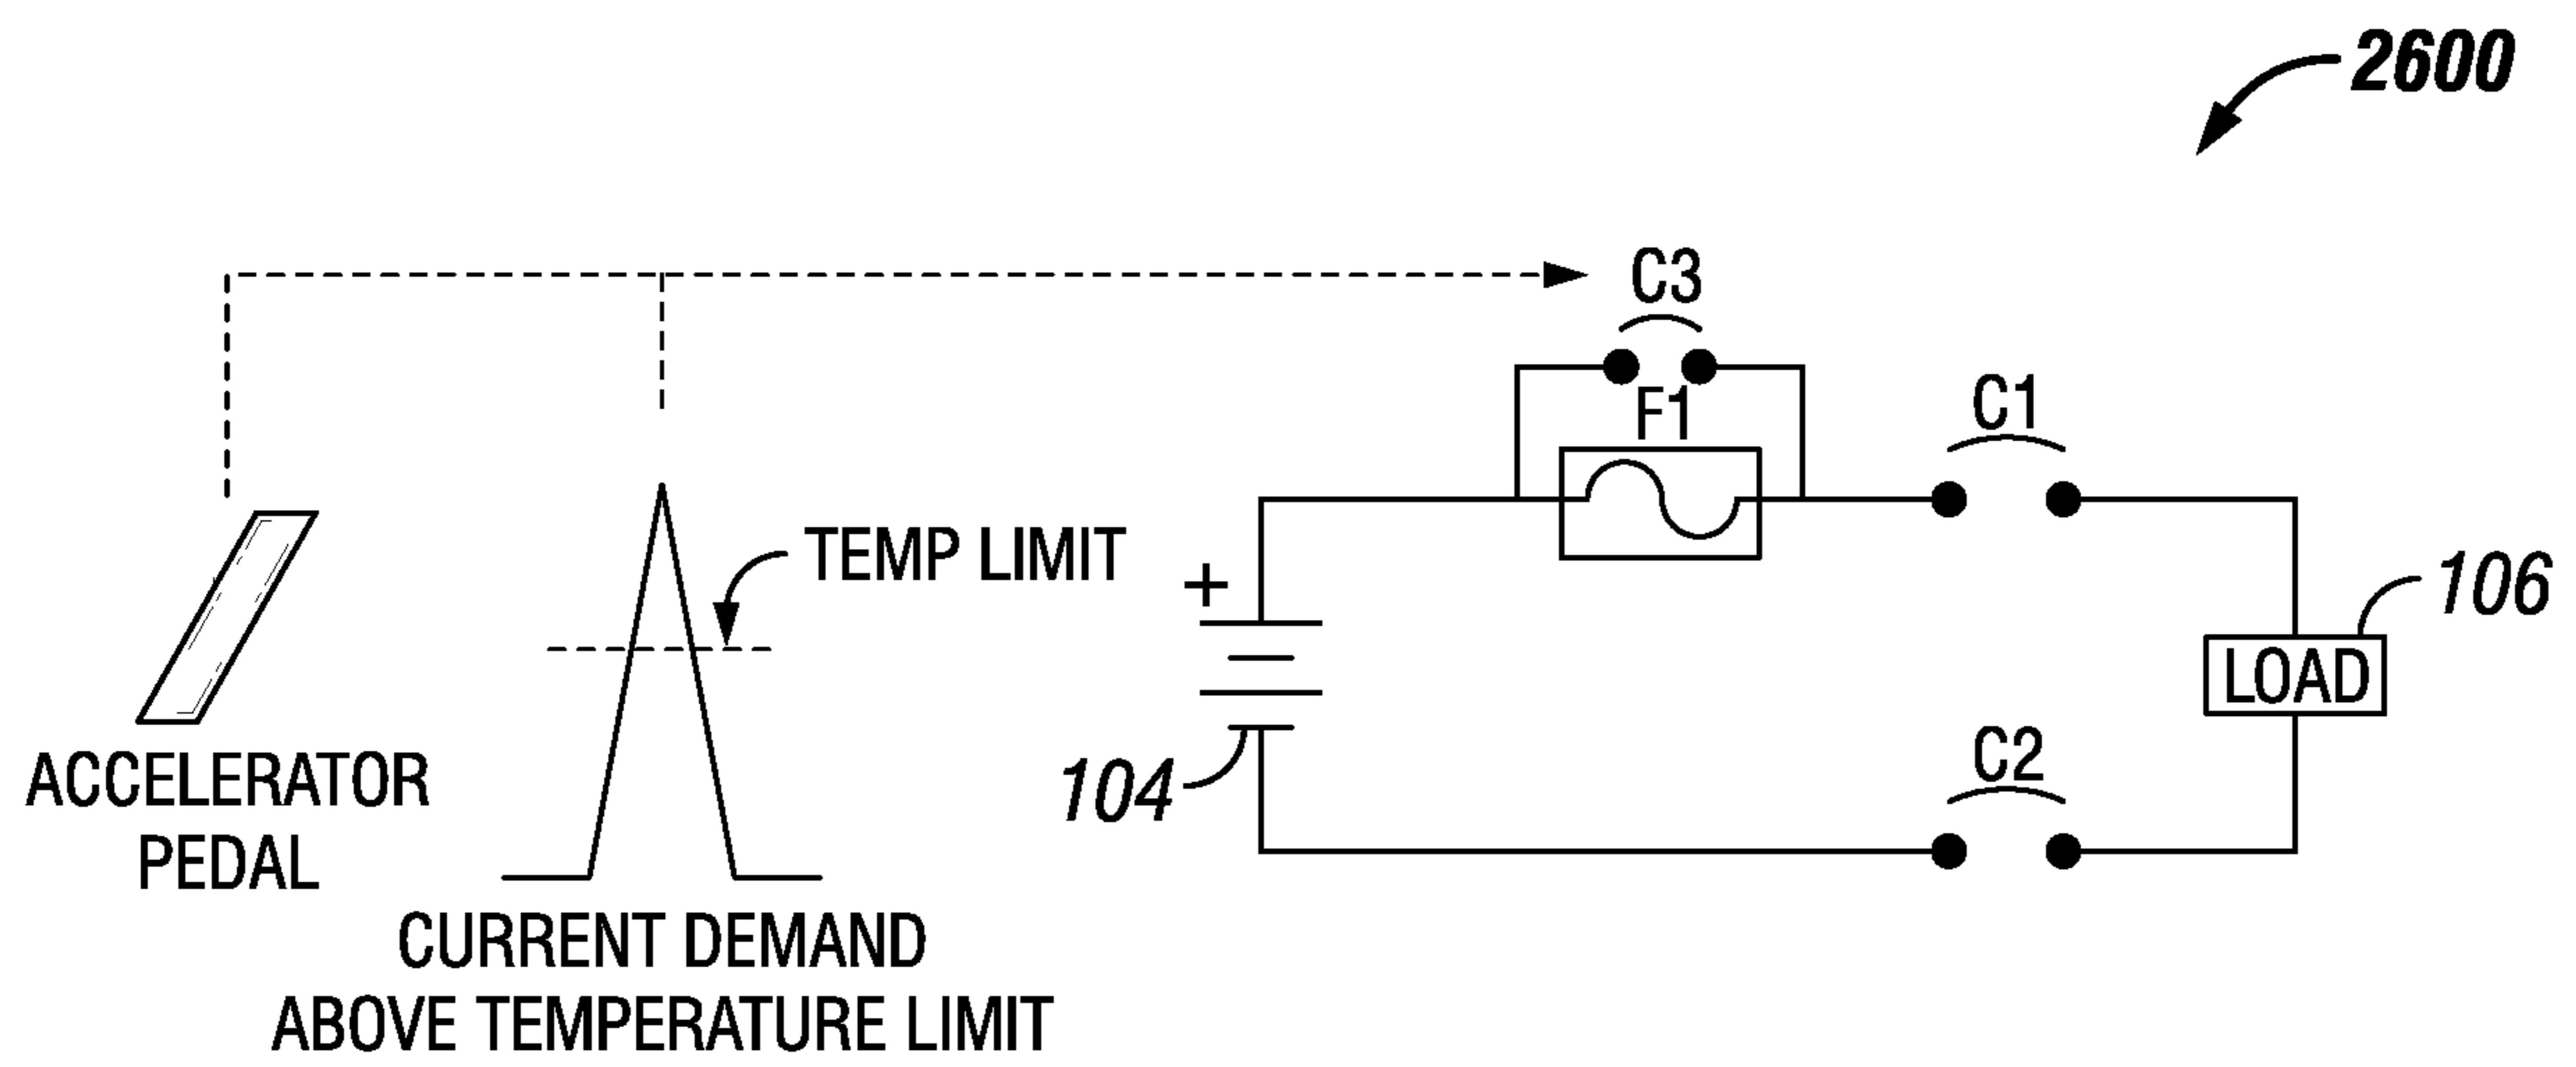 2600
C3
F1
C1
TEMP LIMIT
+
106
LOAD
104
C2
ACCELERATOR
PEDAL
CURRENT DEMAND
ABOVE TEMPERATURE LIMIT